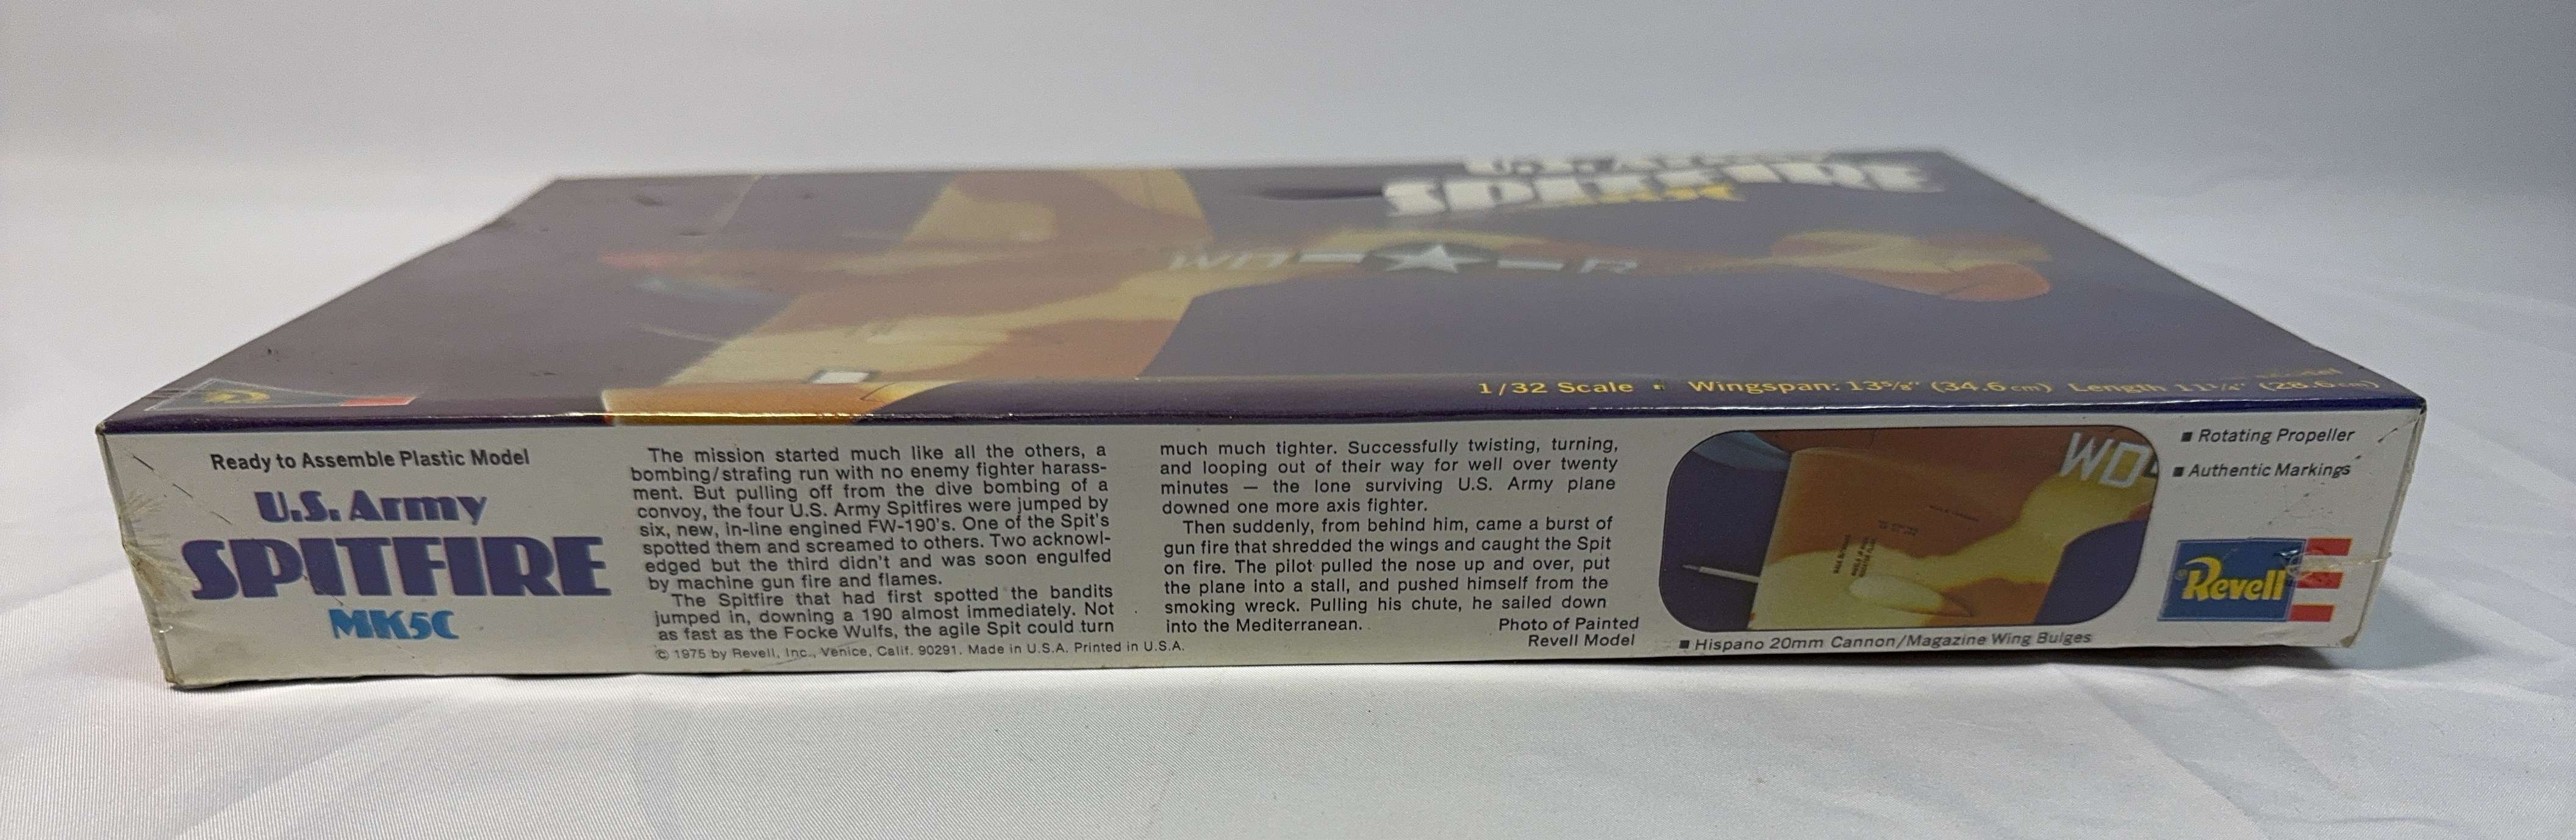 U.S. Army
SPITFIRE
WD R
1/32 Scale ▪ Wingspan: 13⅝" (34.6cm) Length 11¼" (28.6cm)
Ready to Assemble Plastic Model
U.S. Army
SPITFIRE
MK5C
The mission started much like all the others, a
bombing/strafing run with no enemy fighter harass-
ment. But pulling off from the dive bombing of a
convoy, the four U.S. Army Spitfires were jumped by
six, new, in-line engined FW-190's. One of the Spit's
spotted them and screamed to others. Two acknowl-
edged but the third didn't and was soon engulfed
by machine gun fire and flames.
The Spitfire that had first spotted the bandits
jumped in, downing a 190 almost immediately. Not
as fast as the Focke Wulfs, the agile Spit could turn
© 1975 by Revell, Inc., Venice, Calif. 90291. Made in U.S.A. Printed in U.S.A.
much much tighter. Successfully twisting, turning,
and looping out of their way for well over twenty
minutes — the lone surviving U.S. Army plane
downed one more axis fighter.
Then suddenly, from behind him, came a burst of
gun fire that shredded the wings and caught the Spit
on fire. The pilot pulled the nose up and over, put
the plane into a stall, and pushed himself from the
smoking wreck. Pulling his chute, he sailed down
into the Mediterranean.
Photo of Painted
Revell Model
WD
▪ Hispano 20mm Cannon/Magazine Wing Bulges
▪ Rotating Propeller
▪ Authentic Markings
® Revell